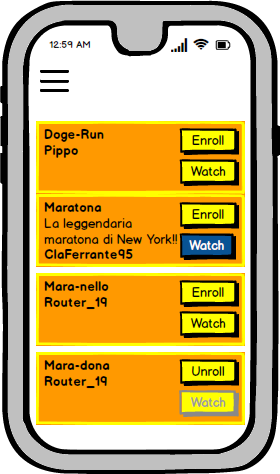 12:59 AM
Doge-Run
Pippo
Enroll
Watch
Maratona
La leggendaria
maratona di New York!!
ClaFerrante95
Enroll
Watch
Mara-nello
Router_19
Enroll
Watch
Mara-dona
Router_19
Unroll
Watch